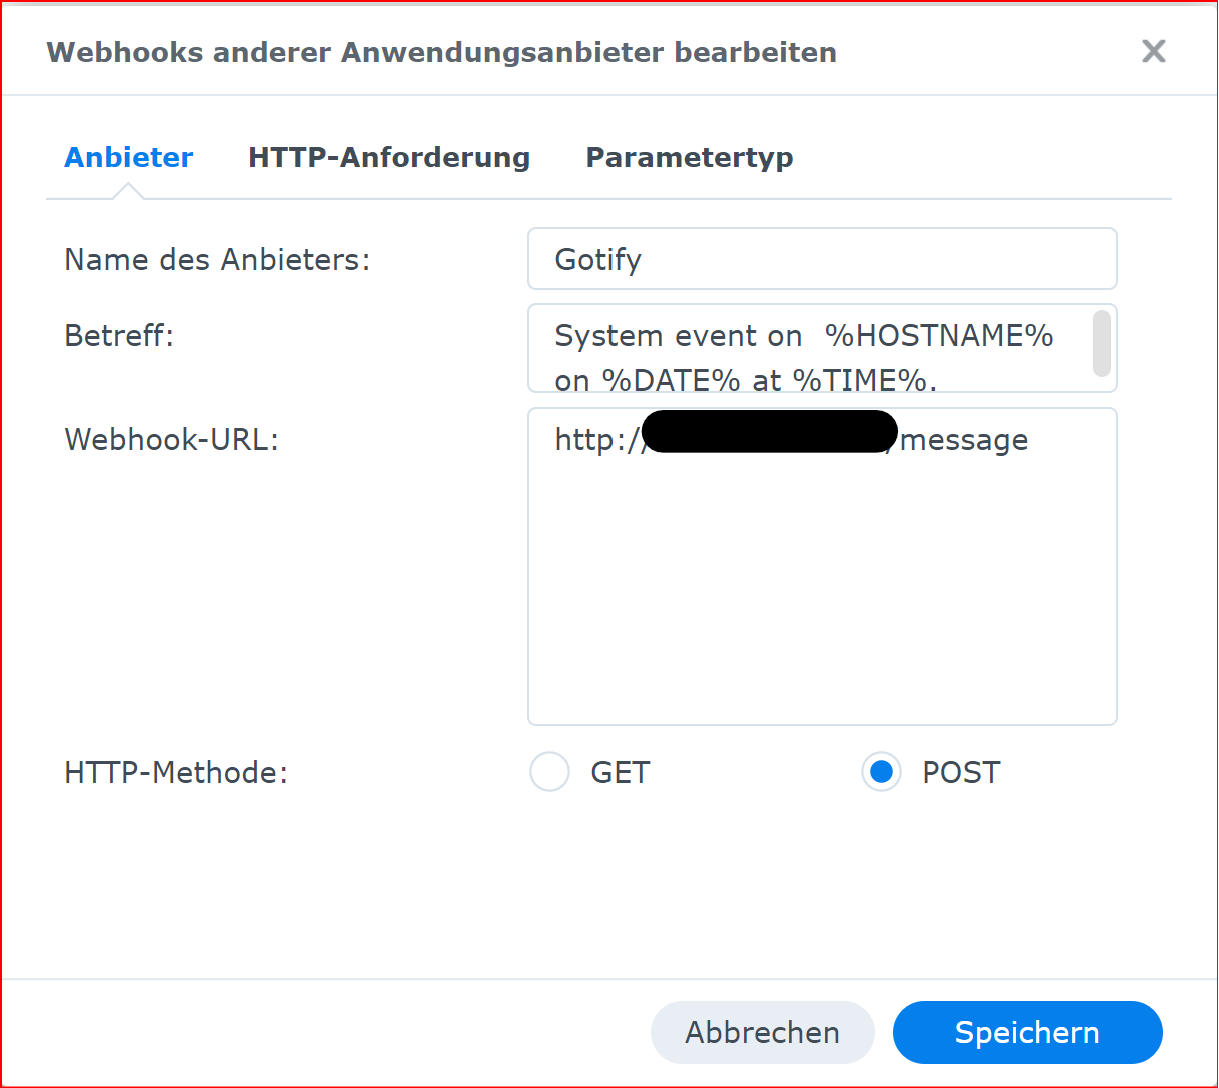 Webhooks anderer Anwendungsanbieter bearbeiten
Anbieter HTTP-Anforderung Parametertyp
Name des Anbieters: Gotify
Betreff: System event on  %HOSTNAME%
on %DATE% at %TIME%.
Webhook-URL: http:// /message
HTTP-Methode: GET POST
Abbrechen Speichern